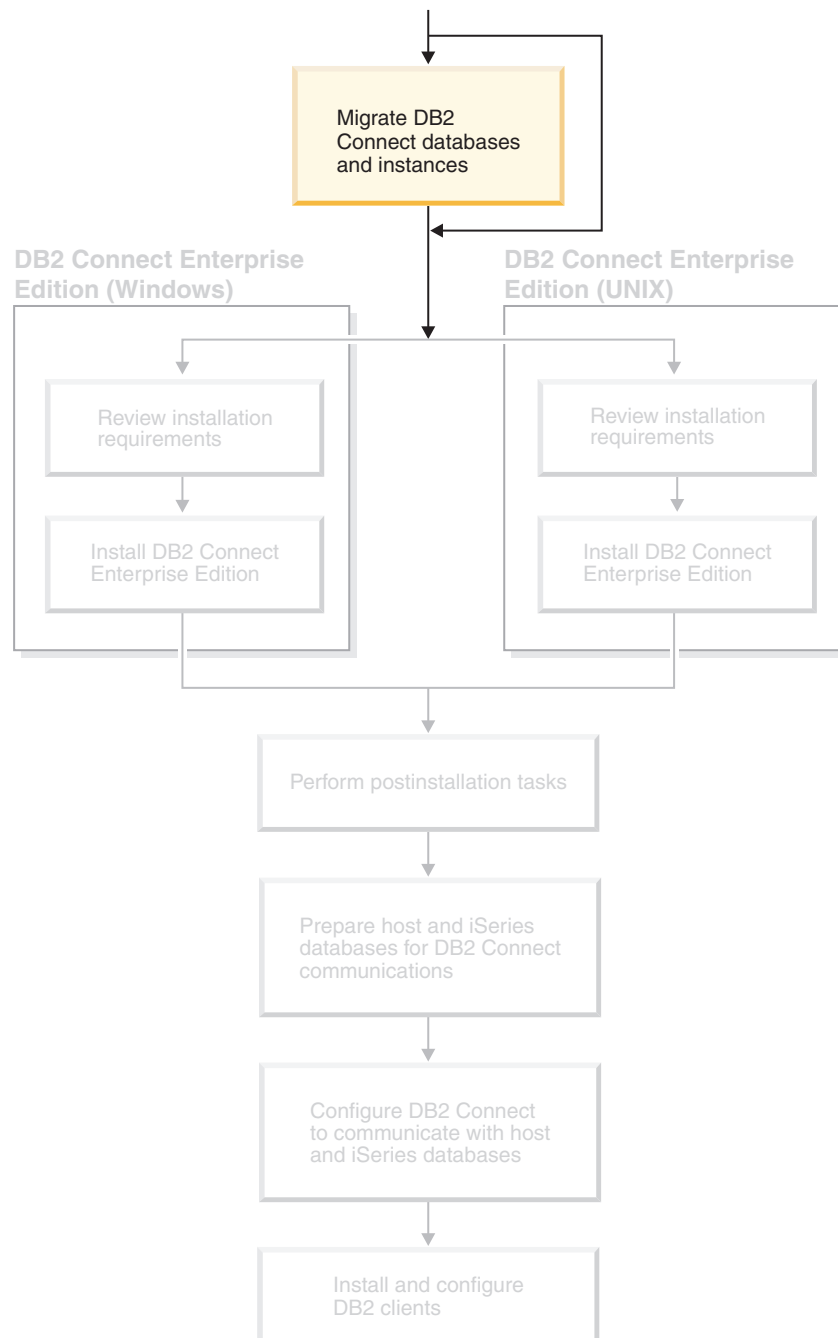 Migrate DB2
Connect databases
and instances
DB2 Connect Enterprise
Edition (Windows)
DB2 Connect Enterprise
Edition (UNIX)
Review installation
requirements
Review installation
requirements
Install DB2 Connect
Enterprise Edition
Install DB2 Connect
Enterprise Edition
Perform postinstallation tasks
Prepare host and iSeries
databases for DB2 Connect
communications
Configure DB2 Connect
to communicate with host
and iSeries databases
Install and configure
DB2 clients